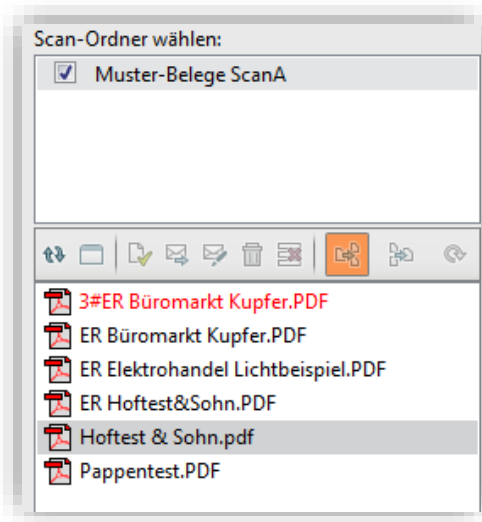 Scan-Ordner wählen:
Muster-Belege ScanA
3#ER Büromarkt Kupfer.PDF
ER Büromarkt Kupfer.PDF
ER Elektrohandel Lichtbeispiel.PDF
ER Hoftest&Sohn.PDF
Hoftest & Sohn.pdf
Pappentest.PDF